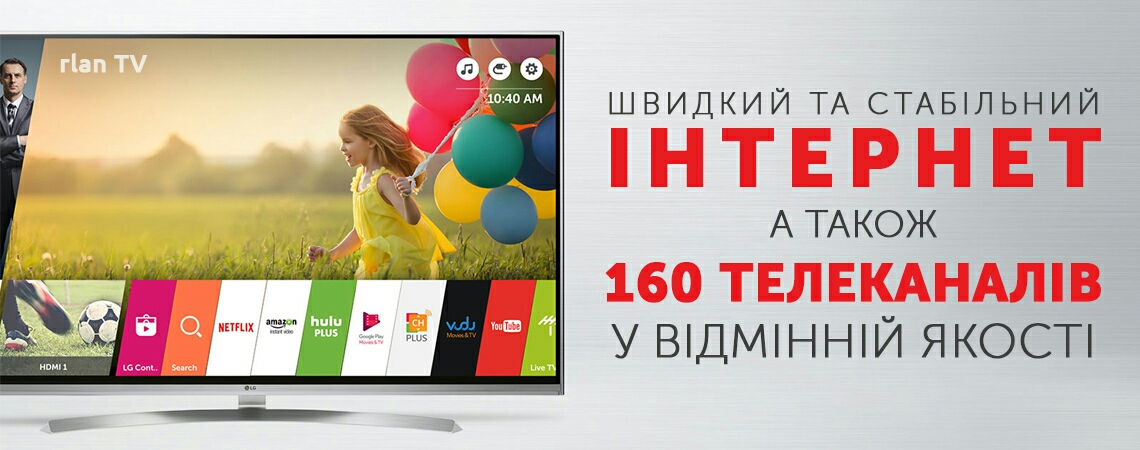 rlan TV
10:40 AM
HDMI 1
LG Cont..
Search
NETFLIX
amazon
instant video
hulu
PLUS
Google Play
Movies & TV
CH
PLUS
vudu
Movies & TV
YouTube
Live TV
LG
ШВИДКИЙ ТА СТАБІЛЬНИЙ
ІНТЕРНЕТ
А ТАКОЖ
160 ТЕЛЕКАНАЛІВ
У ВІДМІННІЙ ЯКОСТІ